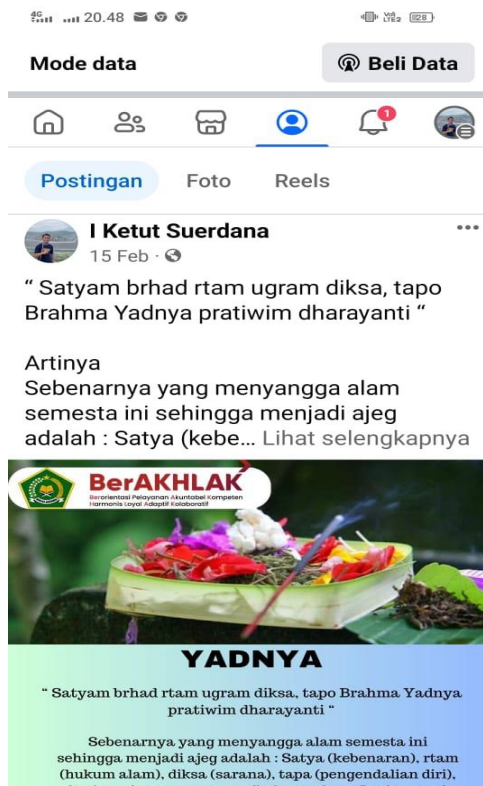 4G 20.48
VoLTE2 28
Mode data
Beli Data
1
Postingan Foto Reels
I Ketut Suerdana
15 Feb ·
“ Satyam brhad rtam ugram diksa, tapo
Brahma Yadnya pratiwim dharayanti “
Artinya
Sebenarnya yang menyangga alam
semesta ini sehingga menjadi ajeg
adalah : Satya (kebe... Lihat selengkapnya
BerAKHLAK
Berorientasi Pelayanan Akuntabel Kompeten
Harmonis Loyal Adaptif Kolaboratif
YADNYA
“ Satyam brhad rtam ugram diksa, tapo Brahma Yadnya
pratiwim dharayanti “
Sebenarnya yang menyangga alam semesta ini
sehingga menjadi ajeg adalah : Satya (kebenaran), rtam
(hukum alam), diksa (sarana), tapa (pengendalian diri),